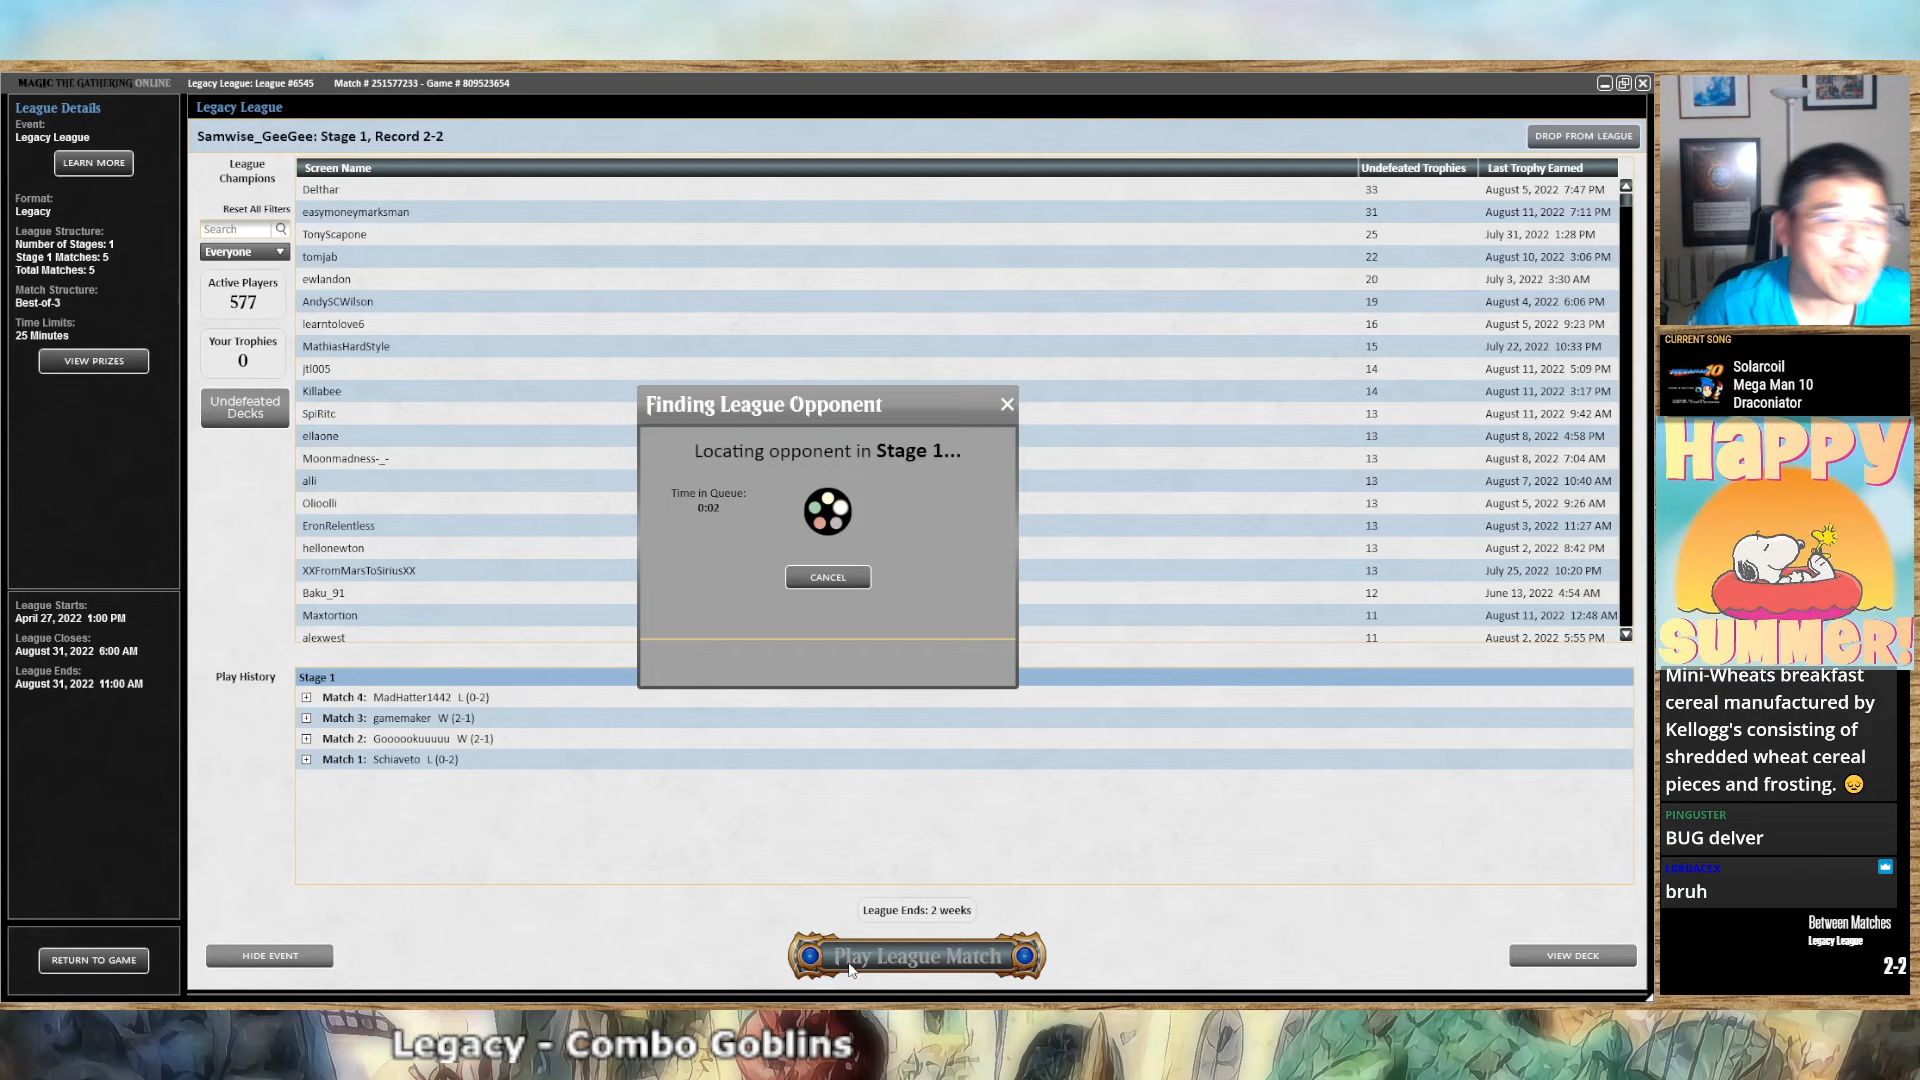 MAGIC THE GATHERING ONLINE
Legacy League: League #6545
Match # 251577233 - Game # 809523654
League Details
Event:
Legacy League
LEARN MORE
Format:
Legacy
League Structure:
Number of Stages: 1
Stage 1 Matches: 5
Total Matches: 5
Match Structure:
Best-of-3
Time Limits:
25 Minutes
VIEW PRIZES
League Starts:
April 27, 2022 1:00 PM
League Closes:
August 31, 2022 6:00 AM
League Ends:
August 31, 2022 11:00 AM
RETURN TO GAME
Legacy League
Samwise_GeeGee: Stage 1, Record 2-2
DROP FROM LEAGUE
League
Champions
Reset All Filters
Search
Everyone
Active Players
577
Your Trophies
0
Undefeated
Decks
Screen Name Undefeated Trophies Last Trophy Earned
Delthar 33 August 5, 2022 7:47 PM
easymoneymarksman 31 August 11, 2022 7:11 PM
TonyScapone 25 July 31, 2022 1:28 PM
tomjab 22 August 10, 2022 3:06 PM
ewlandon 20 July 3, 2022 3:30 AM
AndySCWilson 19 August 4, 2022 6:06 PM
learntolove6 16 August 5, 2022 9:23 PM
MathiasHardStyle 15 July 22, 2022 10:33 PM
jtl005 14 August 11, 2022 5:09 PM
Killabee 14 August 11, 2022 3:17 PM
SpiRitc 13 August 11, 2022 9:42 AM
ellaone 13 August 8, 2022 4:58 PM
Moonmadness-_- 13 August 8, 2022 7:04 AM
alli 13 August 7, 2022 10:40 AM
Olioolli 13 August 5, 2022 9:26 AM
EronRelentless 13 August 3, 2022 11:27 AM
hellonewton 13 August 2, 2022 8:42 PM
XXFromMarsToSiriusXX 13 July 25, 2022 10:20 PM
Baku_91 12 June 13, 2022 4:54 AM
Maxtortion 11 August 11, 2022 12:48 AM
alexwest 11 August 2, 2022 5:55 PM
Finding League Opponent
Locating opponent in Stage 1...
Time in Queue:
0:02
CANCEL
Play History
Stage 1
Match 4: MadHatter1442 L (0-2)
Match 3: gamemaker W (2-1)
Match 2: Goooookuuuuu W (2-1)
Match 1: Schiaveto L (0-2)
League Ends: 2 weeks
HIDE EVENT
Play League Match
VIEW DECK
CURRENT SONG
Solarcoil
Mega Man 10
Draconiator
HAPPY
SUMMER!
Mini-Wheats breakfast
cereal manufactured by
Kellogg's consisting of
shredded wheat cereal
pieces and frosting. 😞
PINGUSTER
BUG delver
L0RDACEX
bruh
Between Matches
Legacy League
2-2
Legacy - Combo Goblins